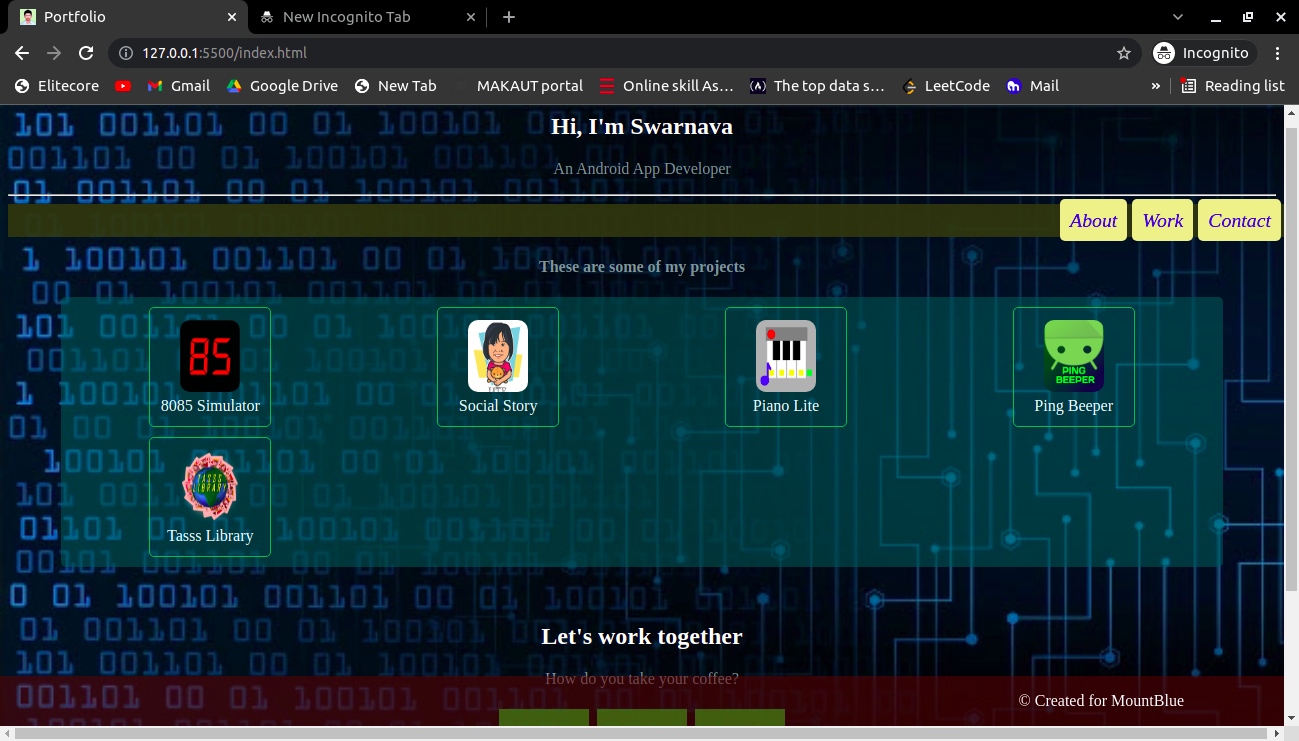 Portfolio
New Incognito Tab
127.0.0.1:5500/index.html
Incognito
Elitecore
Gmail
Google Drive
New Tab
MAKAUT portal
Online skill As…
The top data s…
LeetCode
Mail
»
Reading list
Hi, I'm Swarnava
An Android App Developer
About
Work
Contact
These are some of my projects
85
8085 Simulator
Social Story
Piano Lite
PING
BEEPER
Ping Beeper
TASSS
LIBRARY
Tasss Library
Let's work together
How do you take your coffee?
© Created for MountBlue